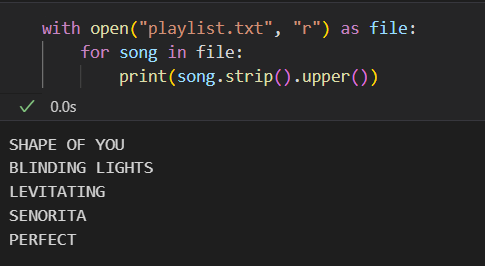 with open("playlist.txt", "r") as file:
    for song in file:
        print(song.strip().upper())
0.0s
SHAPE OF YOU
BLINDING LIGHTS
LEVITATING
SENORITA
PERFECT